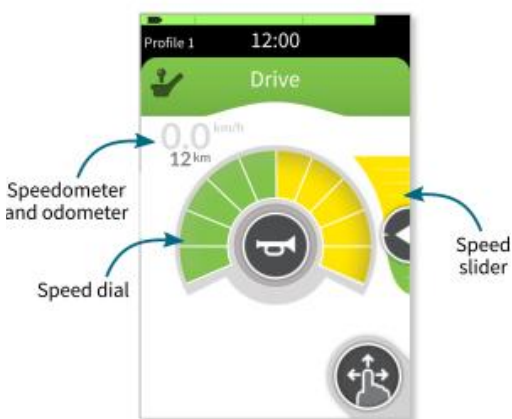 Profile 1 12:00
Drive
0.0 km/h
12 km
Speedometer
and odometer
Speed dial
Speed
slider